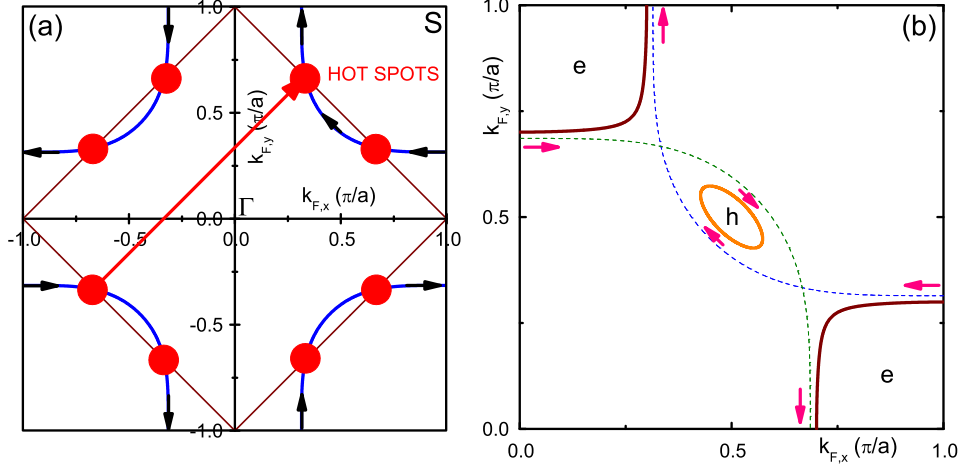 (a)
S
HOT SPOTS
1.0
0.5
0.0
-0.5
-1.0
k_{F,y} (π/a)
k_{F,x} (π/a)
Γ
-1.0 -0.5 0.0 0.5 1.0
(b)
e
h
e
1.0
0.5
0.0
k_{F,y} (π/a)
0.0 0.5 1.0
k_{F,x} (π/a)